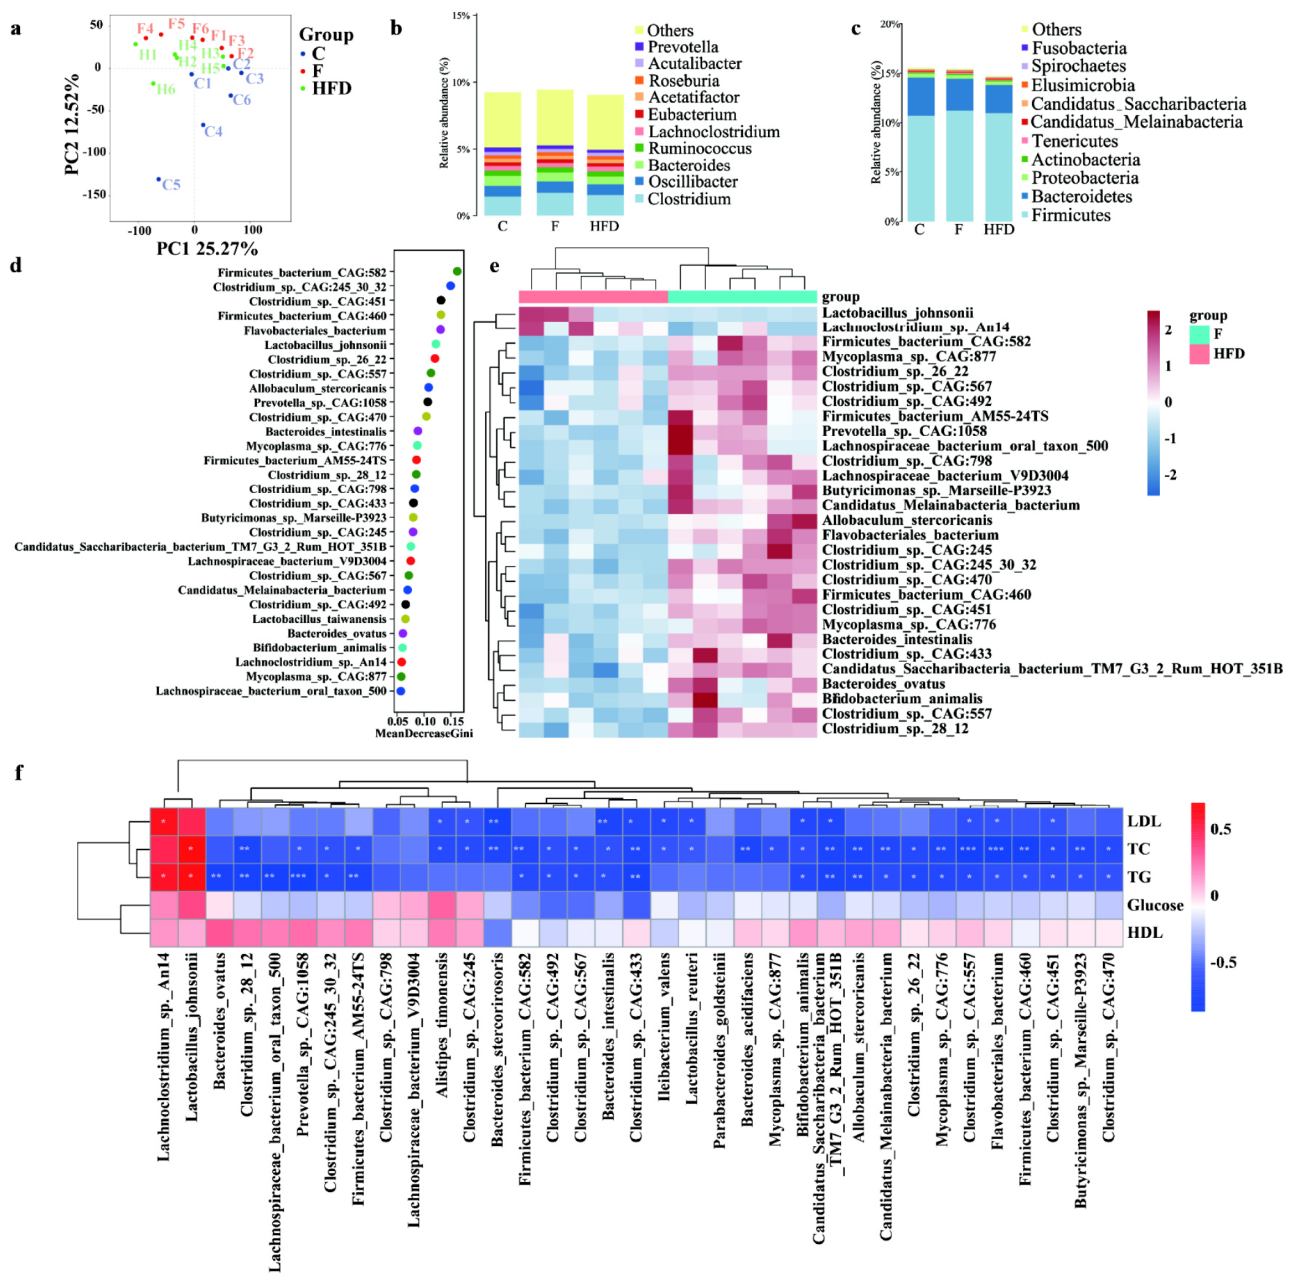 a
50
0
-50
-100
-150
-100
0
100
PC2 12.52%
PC1 25.27%
F4
F5
F6
F1
F3
F2
H1
H4
H2
H3
H5
H6
C1
C2
C3
C6
C4
C5
Group
C
F
HFD
b
15%
10%
5%
0%
Relative abundance (%)
C
F
HFD
Others
Prevotella
Acutalibacter
Roseburia
Acetatifactor
Eubacterium
Lachnoclostridium
Ruminococcus
Bacteroides
Oscillibacter
Clostridium
c
20%
15%
10%
5%
0%
Relative abundance (%)
C
F
HFD
Others
Fusobacteria
Spirochaetes
Elusimicrobia
Candidatus_Saccharibacteria
Candidatus_Melainabacteria
Tenericutes
Actinobacteria
Proteobacteria
Bacteroidetes
Firmicutes
d
Firmicutes_bacterium_CAG:582
Clostridium_sp._CAG:245_30_32
Clostridium_sp._CAG:451
Firmicutes_bacterium_CAG:460
Flavobacteriales_bacterium
Lactobacillus_johnsonii
Clostridium_sp._26_22
Clostridium_sp._CAG:557
Allobaculum_stercoricanis
Prevotella_sp._CAG:1058
Clostridium_sp._CAG:470
Bacteroides_intestinalis
Mycoplasma_sp._CAG:776
Firmicutes_bacterium_AM55-24TS
Clostridium_sp._28_12
Clostridium_sp._CAG:798
Clostridium_sp._CAG:433
Butyricimonas_sp._Marseille-P3923
Clostridium_sp._CAG:245
Candidatus_Saccharibacteria_bacterium_TM7_G3_2_Rum_HOT_351B
Lachnospiraceae_bacterium_V9D3004
Clostridium_sp._CAG:567
Candidatus_Melainabacteria_bacterium
Clostridium_sp._CAG:492
Lactobacillus_taiwanensis
Bacteroides_ovatus
Bifidobacterium_animalis
Lachnoclostridium_sp._An14
Mycoplasma_sp._CAG:877
Lachnospiraceae_bacterium_oral_taxon_500
0.05 0.10 0.15
MeanDecreaseGini
e
group
Lactobacillus_johnsonii
Lachnoclostridium_sp._An14
Firmicutes_bacterium_CAG:582
Mycoplasma_sp._CAG:877
Clostridium_sp._26_22
Clostridium_sp._CAG:567
Clostridium_sp._CAG:492
Firmicutes_bacterium_AM55-24TS
Prevotella_sp._CAG:1058
Lachnospiraceae_bacterium_oral_taxon_500
Clostridium_sp._CAG:798
Lachnospiraceae_bacterium_V9D3004
Butyricimonas_sp._Marseille-P3923
Candidatus_Melainabacteria_bacterium
Allobaculum_stercoricanis
Flavobacteriales_bacterium
Clostridium_sp._CAG:245
Clostridium_sp._CAG:245_30_32
Clostridium_sp._CAG:470
Firmicutes_bacterium_CAG:460
Clostridium_sp._CAG:451
Mycoplasma_sp._CAG:776
Bacteroides_intestinalis
Clostridium_sp._CAG:433
Candidatus_Saccharibacteria_bacterium_TM7_G3_2_Rum_HOT_351B
Bacteroides_ovatus
Bifidobacterium_animalis
Clostridium_sp._CAG:557
Clostridium_sp._28_12
2
1
0
-1
-2
group
F
HFD
f
LDL
TC
TG
Glucose
HDL
0.5
0
-0.5
Lachnoclostridium_sp._An14
Lactobacillus_johnsonii
Bacteroides_ovatus
Clostridium_sp._28_12
Lachnospiraceae_bacterium_oral_taxon_500
Prevotella_sp._CAG:1058
Clostridium_sp._CAG:245_30_32
Firmicutes_bacterium_AM55-24TS
Clostridium_sp._CAG:798
Lachnospiraceae_bacterium_V9D3004
Alistipes_timonensis
Clostridium_sp._CAG:245
Bacteroides_stercorirosoris
Firmicutes_bacterium_CAG:582
Clostridium_sp._CAG:492
Clostridium_sp._CAG:567
Bacteroides_intestinalis
Clostridium_sp._CAG:433
Ileibacterium_valens
Lactobacillus_reuteri
Parabacteroides_goldsteinii
Bacteroides_acidifaciens
Mycoplasma_sp._CAG:877
Bifidobacterium_animalis
Candidatus_Saccharibacteria_bacterium
_TM7_G3_2_Rum_HOT_351B
Allobaculum_stercoricanis
Candidatus_Melainabacteria_bacterium
Clostridium_sp._26_22
Mycoplasma_sp._CAG:776
Clostridium_sp._CAG:557
Flavobacteriales_bacterium
Firmicutes_bacterium_CAG:460
Clostridium_sp._CAG:451
Butyricimonas_sp._Marseille-P3923
Clostridium_sp._CAG:470